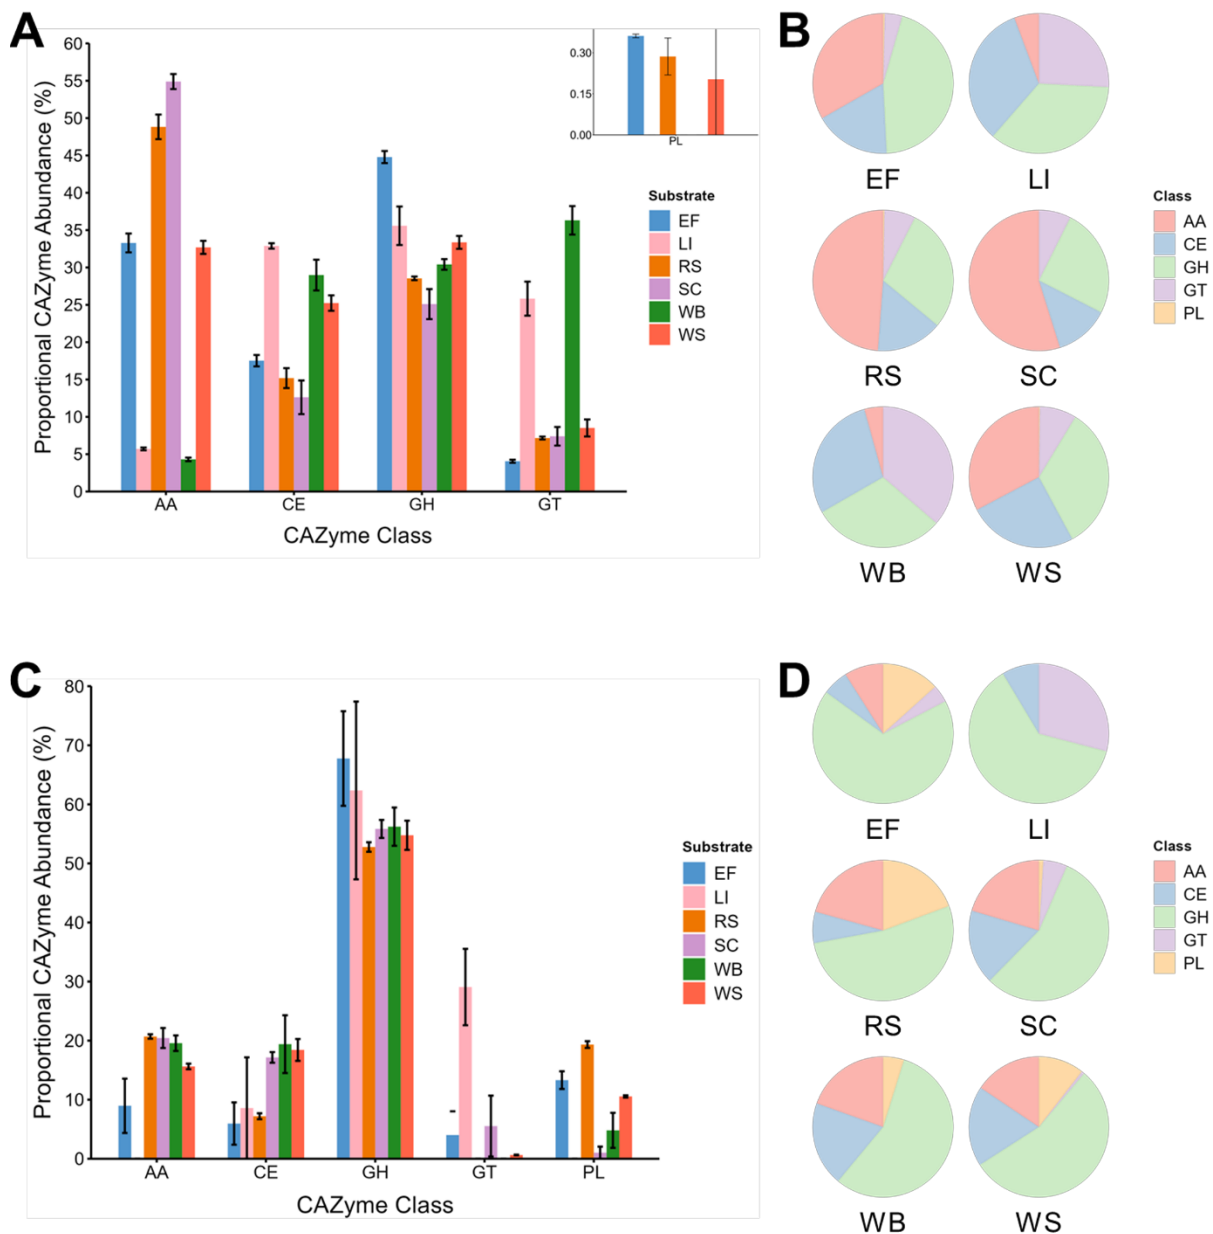 A
Proportional CAZyme Abundance (%)
60
55
50
45
40
35
30
25
20
15
10
5
0
AA
CE
GH
GT
CAZyme Class
0.30
0.15
0.00
PL
Substrate
EF
LI
RS
SC
WB
WS
B
EF
LI
RS
SC
WB
WS
Class
AA
CE
GH
GT
PL
C
Proportional CAZyme Abundance (%)
80
70
60
50
40
30
20
10
0
AA
CE
GH
GT
PL
CAZyme Class
Substrate
EF
LI
RS
SC
WB
WS
D
EF
LI
RS
SC
WB
WS
Class
AA
CE
GH
GT
PL